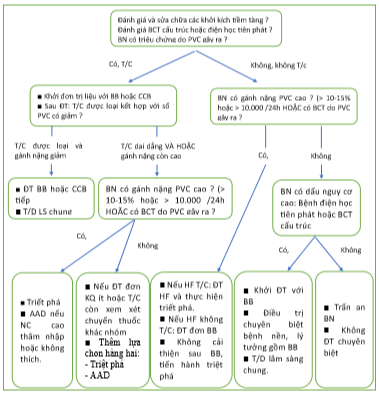 Đánh giá và sửa chữa các khởi kích tiềm tàng ?
Đánh giá BCT cấu trúc hoặc điện học tiên phát ?
BN có triệu chứng do PVC gây ra ?
Có, T/C
Không, không T/c
■ Khởi đơn trị liệu với BB hoặc CCB
■ Sau ĐT: T/C được loại kết hợp với số
PVC có giảm ?
BN có gánh nặng PVC cao ? (> 10-15%
hoặc > 10.000 /24h HOẶC có BCT do PVC
gây ra ?
T/C được loại và
gánh nặng giảm
T/C dai dẳng VÀ HOẶC
gánh nặng còn cao
Có,
Không
■ ĐT BB hoặc CCB
tiếp
■ T/D LS chung
BN có gánh nặng PVC cao ? (>
10-15% hoặc > 10.000 /24h
HOẶC có BCT do PVC gây ra ?
BN có dấu nguy cơ
cao: Bệnh điện học
tiên phát hoặc BCT
cấu trúc
Có,
Không
Có,
Không
■ Triết phá
■ AAD nếu
NC cao
thâm nhập
hoặc không
thích.
■ Nếu ĐT đơn
KQ ít hoặc T/C
còn xem xét
chuyển thuốc
khác nhóm
■ Thêm lựa
chọn hàng hai:
- Triệt phá
- AAD
■ Nếu HF T/C: ĐT
HF và thực hiện
triết phá.
■ Nếu HF không
T/C: ĐT đơn BB
■ Không cải
thiện sau BB,
tiến hành triệt
phá
■ Khởi ĐT với
BB
■ Điều trị
chuyên biệt
bệnh nền, lý
tưởng gồm BB
■ T/D lâm sàng
chung.
■ Trấn an
BN
■ Không
ĐT chuyên
biệt